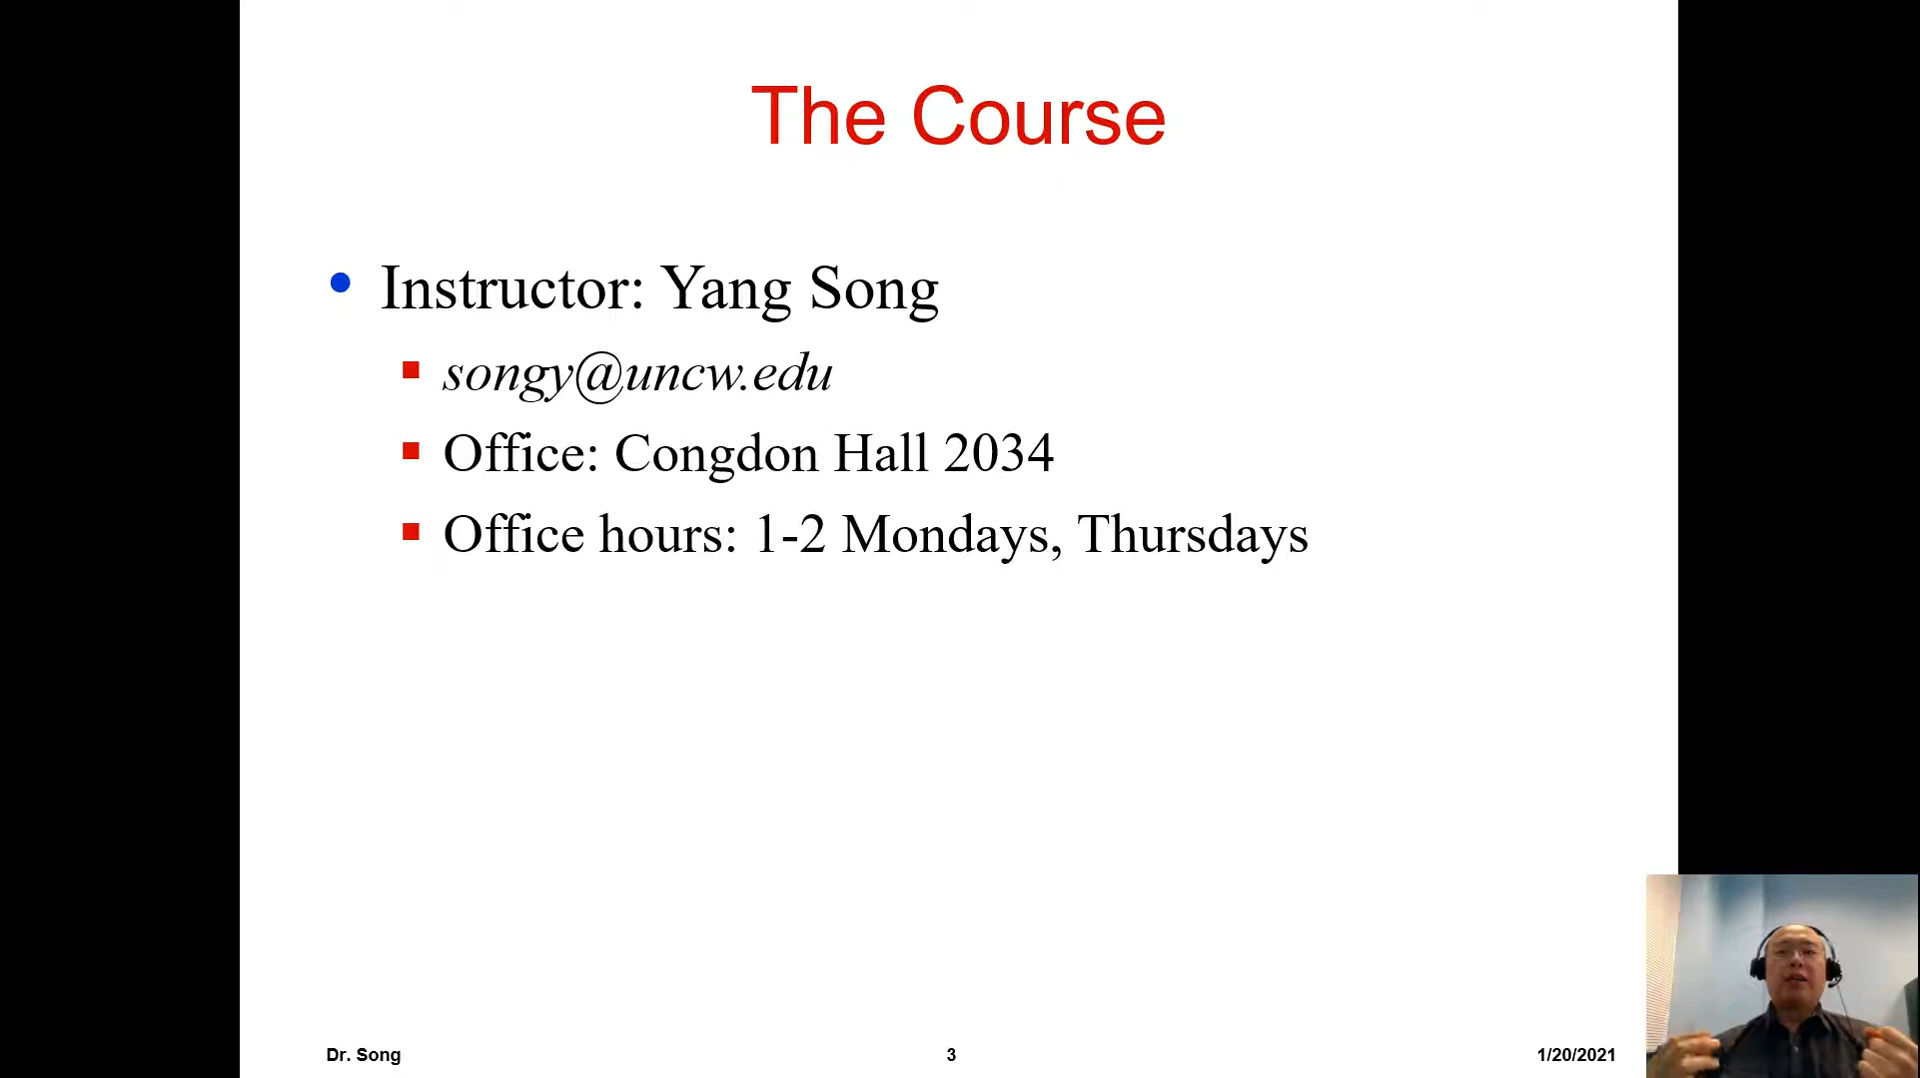 The Course
Instructor: Yang Song
songy@uncw.edu
Office: Congdon Hall 2034
Office hours: 1-2 Mondays, Thursdays
Dr. Song
3
1/20/2021